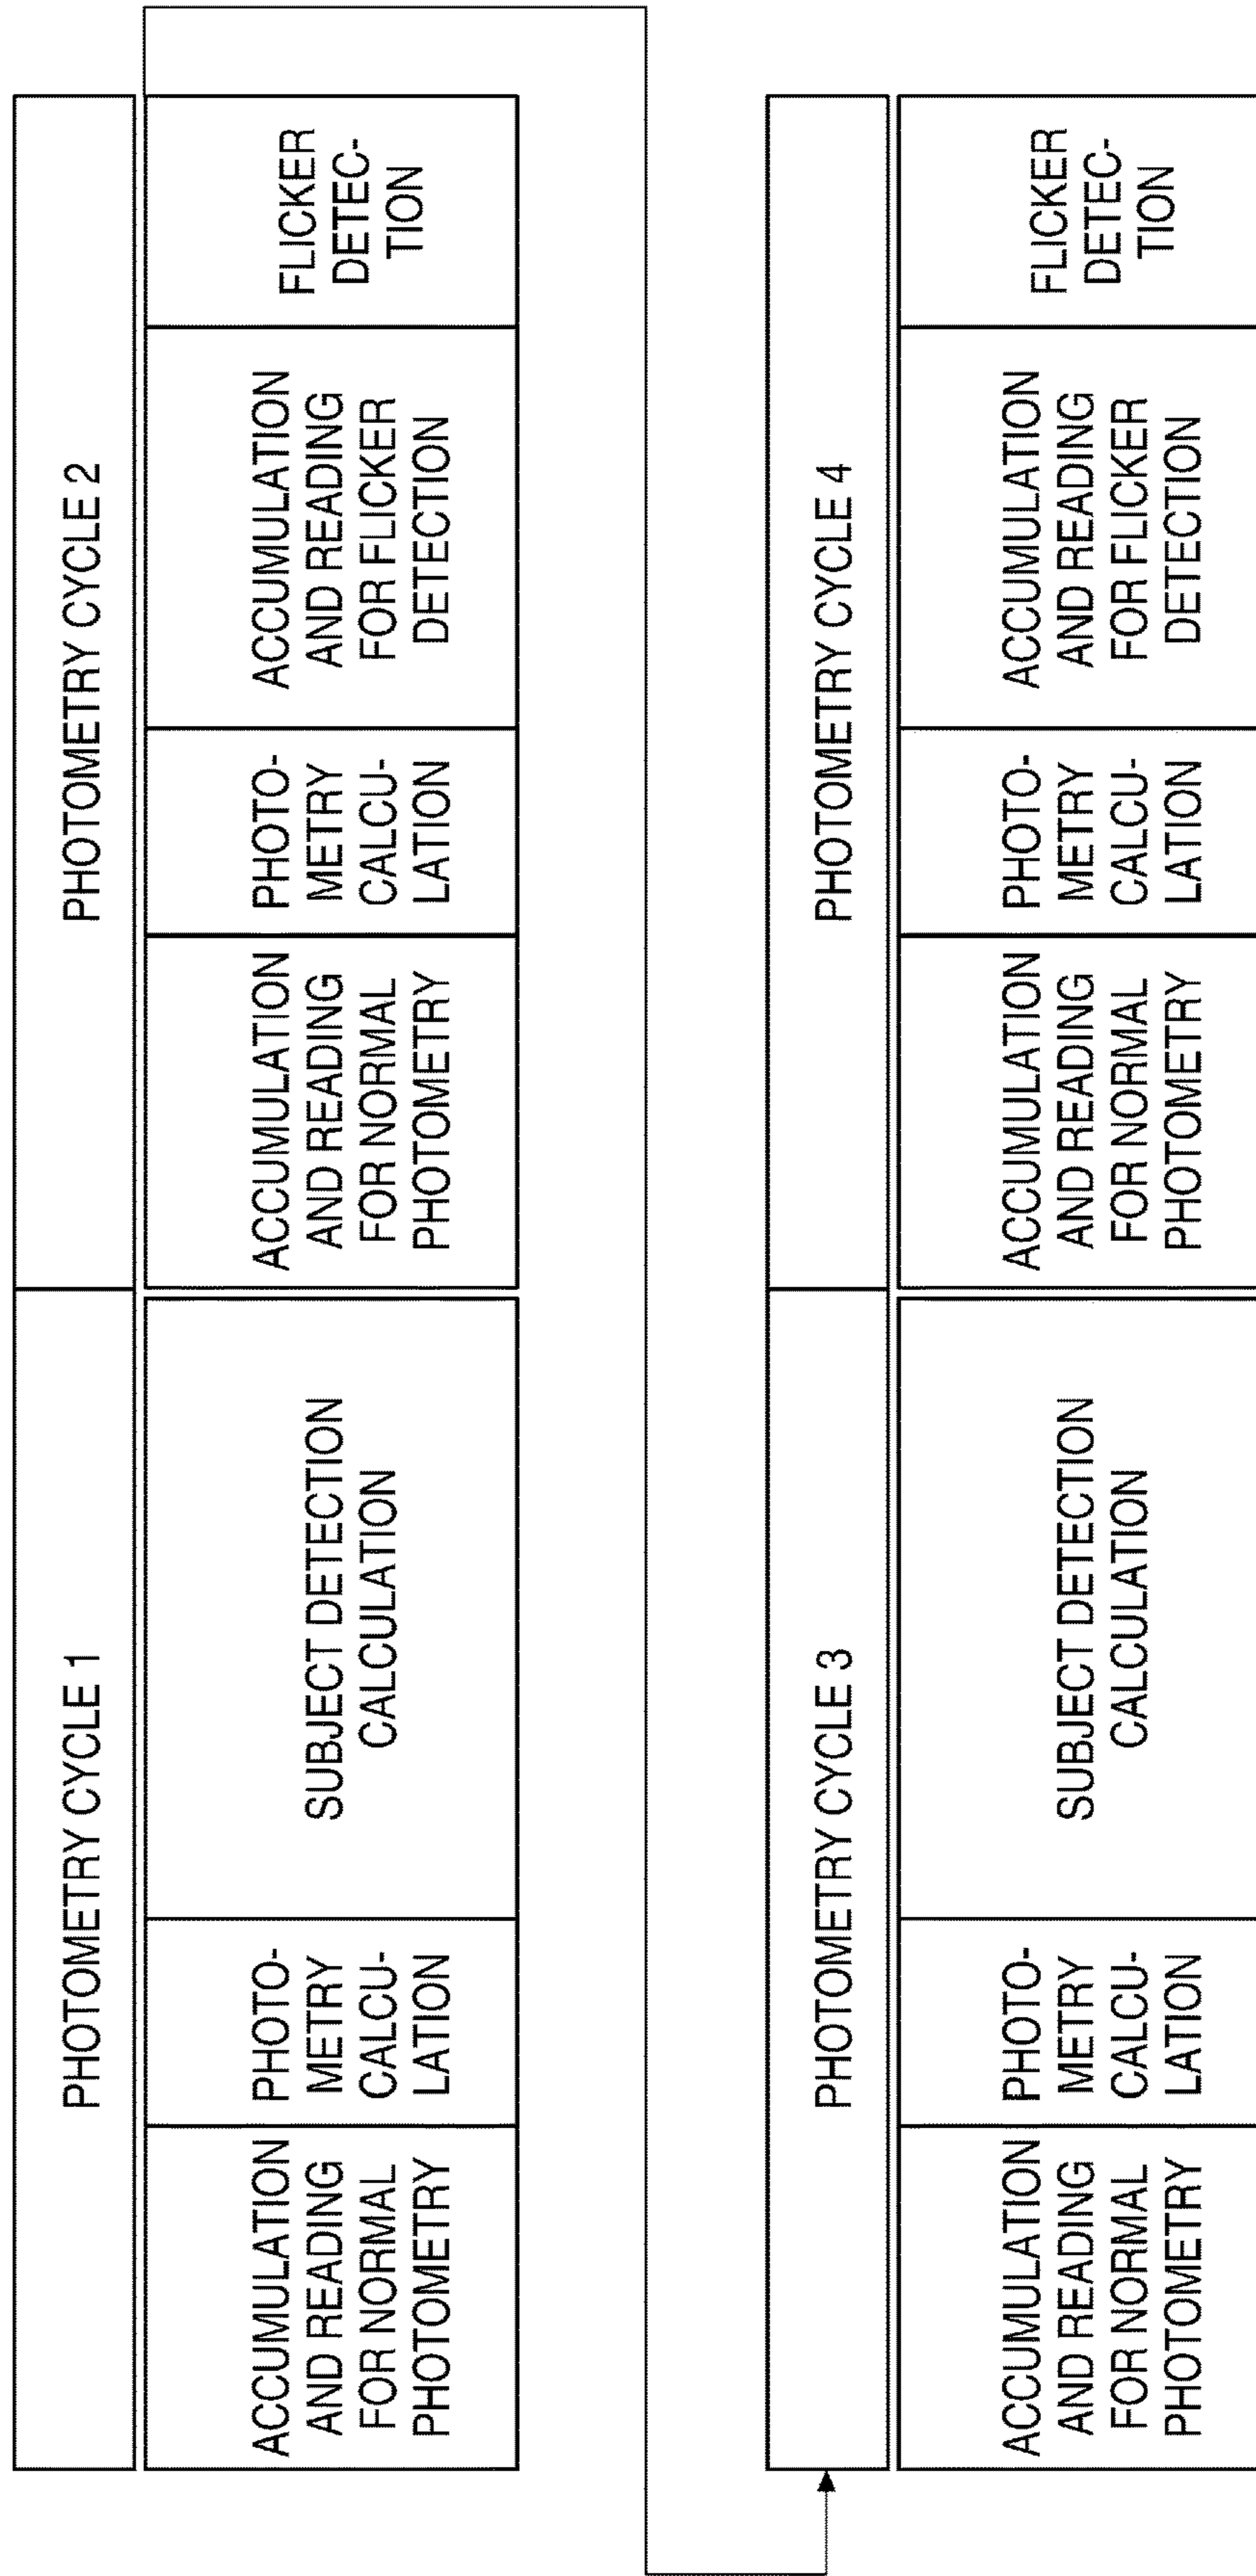 PHOTOMETRY CYCLE 1
ACCUMULATION
AND READING
FOR NORMAL
PHOTOMETRY
PHOTO-
METRY
CALCU-
LATION
SUBJECT DETECTION
CALCULATION
PHOTOMETRY CYCLE 2
ACCUMULATION
AND READING
FOR NORMAL
PHOTOMETRY
PHOTO-
METRY
CALCU-
LATION
ACCUMULATION
AND READING
FOR FLICKER
DETECTION
FLICKER
DETEC-
TION
PHOTOMETRY CYCLE 3
ACCUMULATION
AND READING
FOR NORMAL
PHOTOMETRY
PHOTO-
METRY
CALCU-
LATION
SUBJECT DETECTION
CALCULATION
PHOTOMETRY CYCLE 4
ACCUMULATION
AND READING
FOR NORMAL
PHOTOMETRY
PHOTO-
METRY
CALCU-
LATION
ACCUMULATION
AND READING
FOR FLICKER
DETECTION
FLICKER
DETEC-
TION